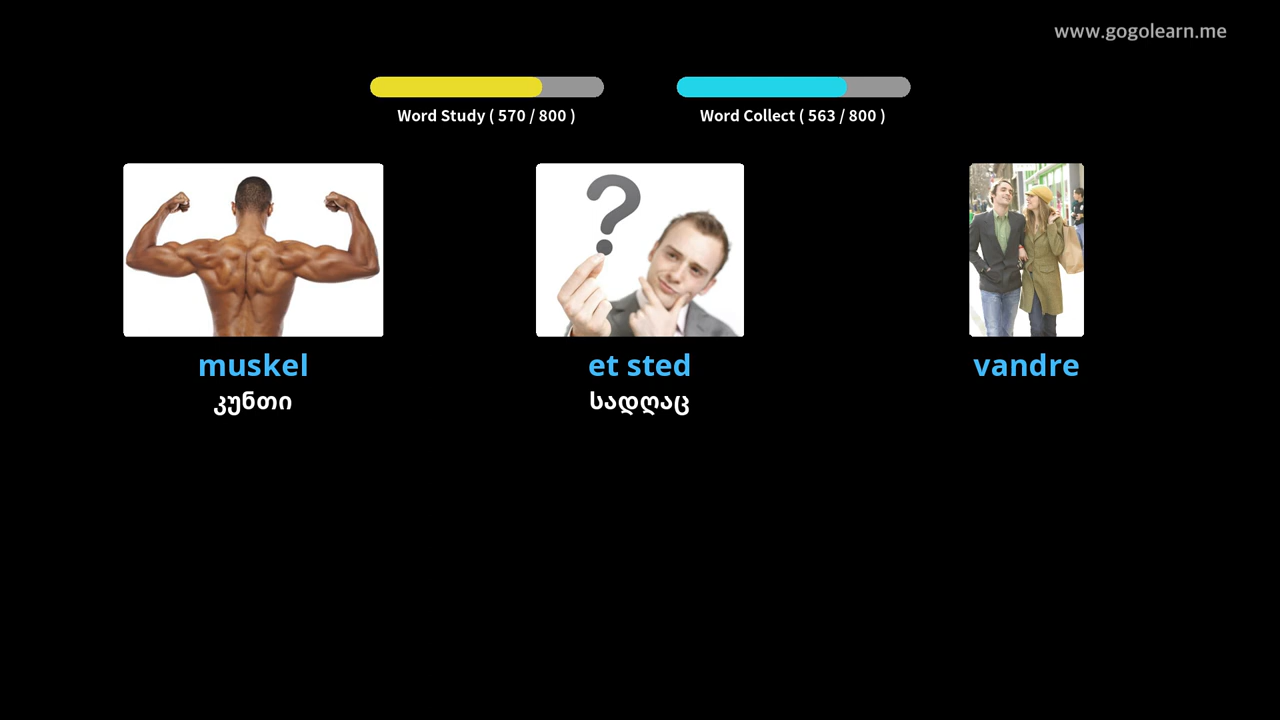 www.gogolearn.me
Word Study ( 570 / 800 )
Word Collect ( 563 / 800 )
muskel
et sted
vandre
კუნთი
სადღაც